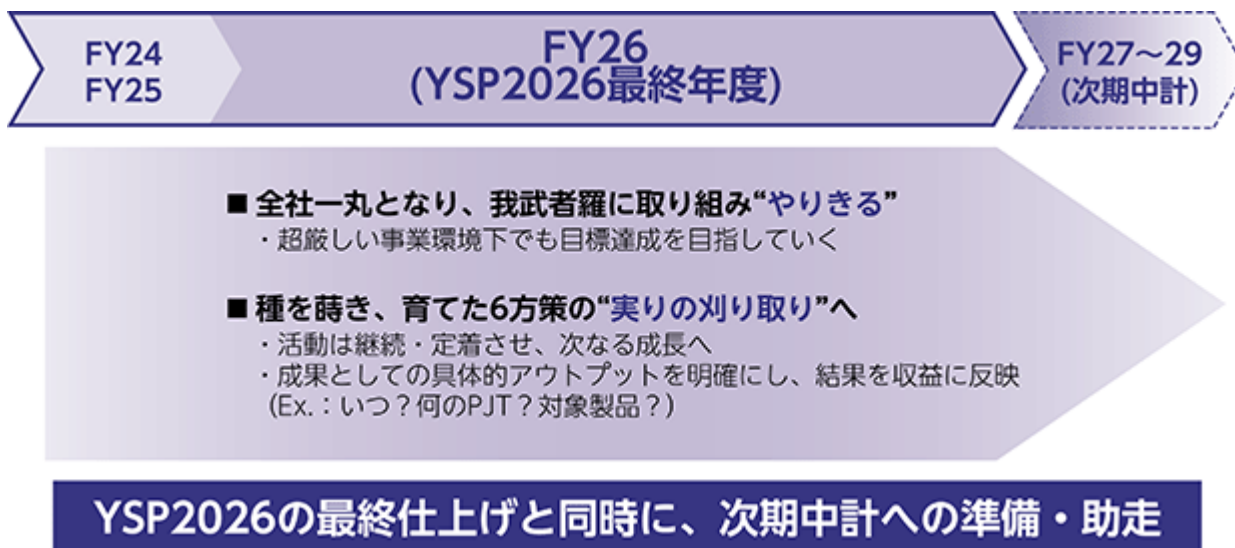 FY24
FY25
FY26
(YSP2026最終年度)
FY27〜29
(次期中計)
■ 全社一丸となり、我武者羅に取り組み“やりきる”
・超厳しい事業環境下でも目標達成を目指していく
■ 種を蒔き、育てた6方策の“実りの刈り取り”へ
・活動は継続・定着させ、次なる成長へ
・成果としての具体的アウトプットを明確にし、結果を収益に反映
(Ex.：いつ？何のPJT？対象製品？)
YSP2026の最終仕上げと同時に、次期中計への準備・助走